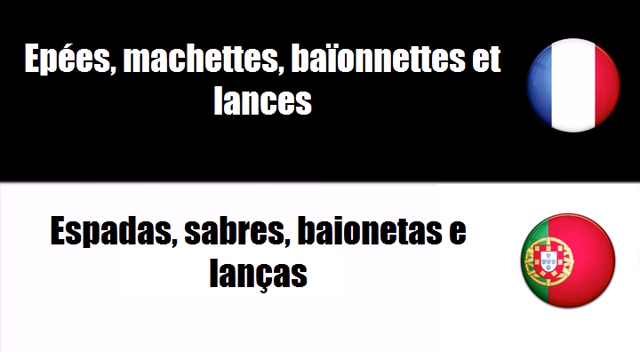 Epées, machettes, baïonnettes et
lances
Espadas, sabres, baionetas e
lanças